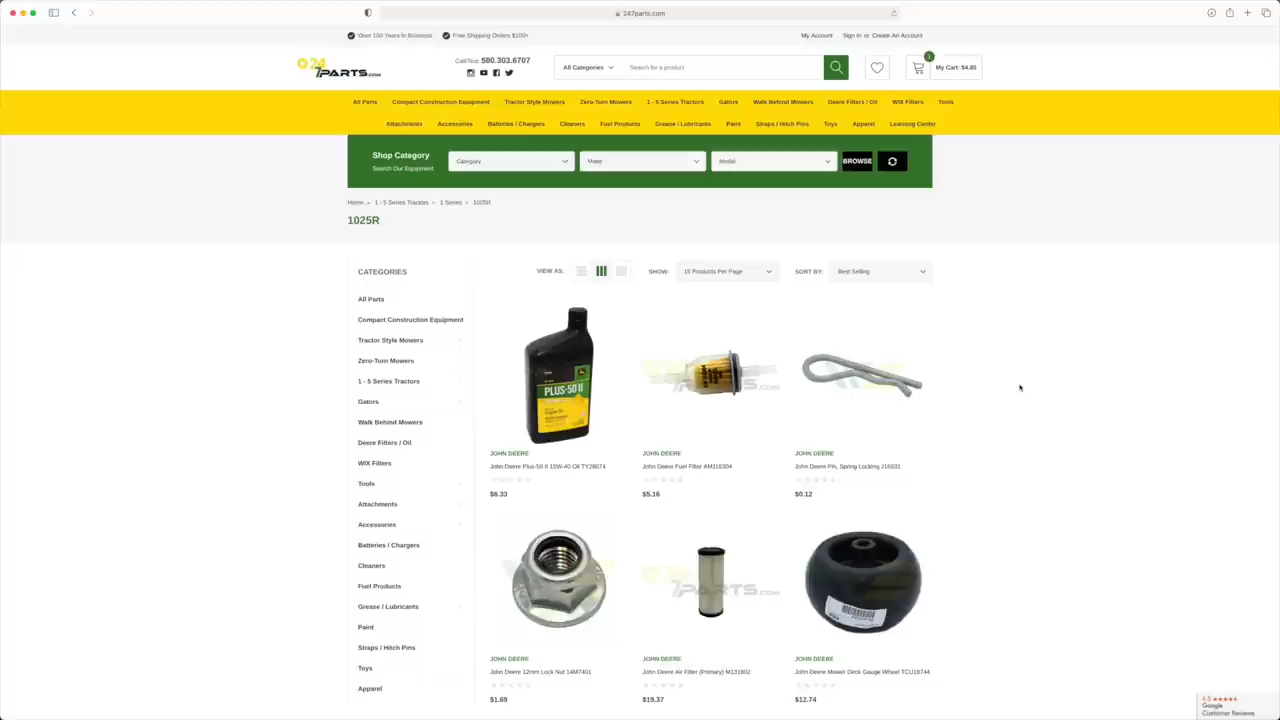 247parts.com
Over 100 Years In Business
Free Shipping Orders $100+
My Account
Sign In or Create An Account
Call/Text: 580.303.6707
All Categories
Search for a product
1
My Cart: $4.85
All Parts
Compact Construction Equipment
Tractor Style Mowers
Zero-Turn Mowers
1 - 5 Series Tractors
Gators
Walk Behind Mowers
Deere Filters / Oil
WIX Filters
Tools
Attachments
Accessories
Batteries / Chargers
Cleaners
Fuel Products
Grease / Lubricants
Paint
Straps / Hitch Pins
Toys
Apparel
Learning Center
Shop Category
Search Our Equipment
Category
Model
BROWSE
Home > 1 - 5 Series Tractors > 1 Series > 1025R
1025R
CATEGORIES
VIEW AS:
SHOW:
15 Products Per Page
SORT BY:
Best Selling
All Parts
Compact Construction Equipment
Tractor Style Mowers
Zero-Turn Mowers
1 - 5 Series Tractors
Gators
Walk Behind Mowers
Deere Filters / Oil
WIX Filters
Tools
Attachments
Accessories
Batteries / Chargers
Cleaners
Fuel Products
Grease / Lubricants
Paint
Straps / Hitch Pins
Toys
Apparel
PLUS-50 II
JOHN DEERE
John Deere Plus-50 II 15W-40 Oil TY26674
$6.33
JOHN DEERE
John Deere Fuel Filter AM116304
$5.16
JOHN DEERE
John Deere Pin, Spring Locking
$0.12
JOHN DEERE
John Deere 12mm Lock Nut 14M7401
$1.69
JOHN DEERE
John Deere Air Filter (Primary) M131802
$19.37
JOHN DEERE
John Deere Mower Deck Gauge Wheel TCU18744
$12.74
4.5
Google
Customer Reviews